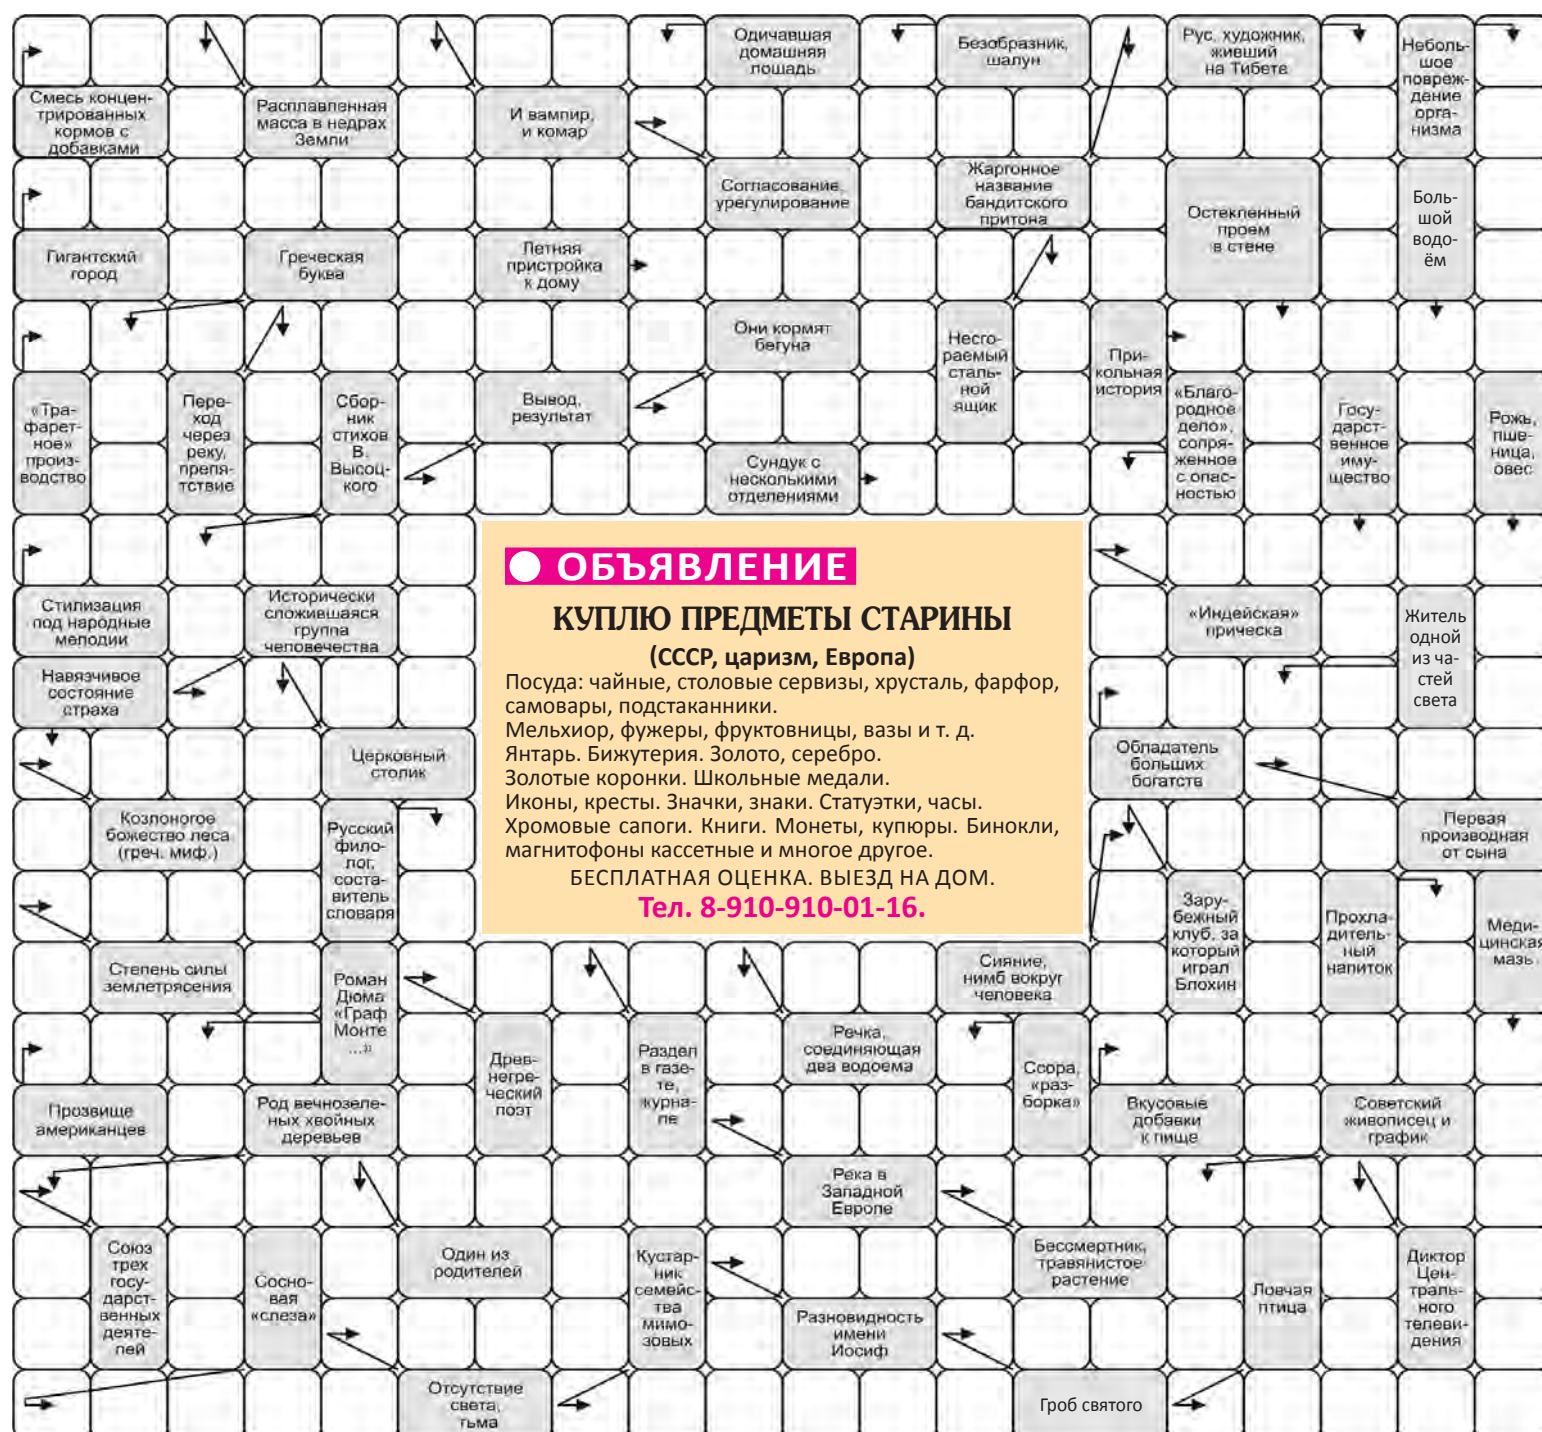 Одичавшая
домашняя
лошадь
Безобразник,
шалун
Рус. художник,
живший
на Тибете
Неболь-
шое
повреж-
дение
орга-
низма
Смесь концен-
трированных
кормов с
добавками
Расплавленная
масса в недрах
Земли
И вампир,
и комар
Согласование,
урегулирование
Жаргонное
название
бандитского
притона
Остекленный
проем
в стене
Боль-
шой
водо-
ём
Гигантский
город
Греческая
буква
Летняя
пристройка
к дому
Они кормят
бегуна
Несго-
раемый
сталь-
ной
ящик
При-
кольная
история
«Тра-
фарет-
ное»
произ-
водство
Пере-
ход
через
реку,
препя-
тствие
Сбор-
ник
стихов
В.
Высоц-
кого
Вывод,
результат
«Благо-
родное
дело»,
сопря-
женное
с опас-
ностью
Госу-
дарст-
венное
иму-
щество
Рожь,
пше-
ница,
овес
Сундук с
несколькими
отделениями
ОБЪЯВЛЕНИЕ
КУПЛЮ ПРЕДМЕТЫ СТАРИНЫ
(СССР, царизм, Европа)
Посуда: чайные, столовые сервизы, хрусталь, фарфор,
самовары, подстаканники.
Мельхиор, фужеры, фруктовницы, вазы и т. д.
Янтарь. Бижутерия. Золото, серебро.
Золотые коронки. Школьные медали.
Иконы, кресты. Значки, знаки. Статуэтки, часы.
Хромовые сапоги. Книги. Монеты, купюры. Бинокли,
магнитофоны кассетные и многое другое.
БЕСПЛАТНАЯ ОЦЕНКА. ВЫЕЗД НА ДОМ.
Тел. 8-910-910-01-16.
Стилизация
под народные
мелодии
Исторически
сложившаяся
группа
человечества
«Индейская»
прическа
Житель
одной
из ча-
стей
света
Навязчивое
состояние
страха
Церковный
столик
Обладатель
больших
богатств
Козлоногое
божество леса
(греч. миф.)
Русский
фило-
лог,
соста-
витель
словаря
Первая
производная
от сына
Зару-
бежный
клуб, за
который
играл
Блохин
Прохла-
дитель-
ный
напиток
Меди-
цинская
мазь
Степень силы
землетрясения
Роман
Дюма
«Граф
Монте
...»
Сияние,
нимб вокруг
человека
Древ-
негре-
ческий
поэт
Раздел
в газе-
те,
журна-
ле
Речка,
соединяющая
два водоема
Ссора,
«раз-
борка»
Прозвище
американцев
Род вечнозеле-
ных хвойных
деревьев
Вкусовые
добавки
к пище
Советский
живописец и
график
Река в
Западной
Европе
Союз
трех
госу-
дарст-
венных
деяте-
лей
Сосно-
вая
«слеза»
Один из
родителей
Кустар-
ник
семейс-
тва
мимо-
зовых
Бессмертник,
травянистое
растение
Ловчая
птица
Диктор
Цен-
траль-
ного
телеви-
дения
Разновидность
имени
Иосиф
Отсутствие
света,
тьма
Гроб святого